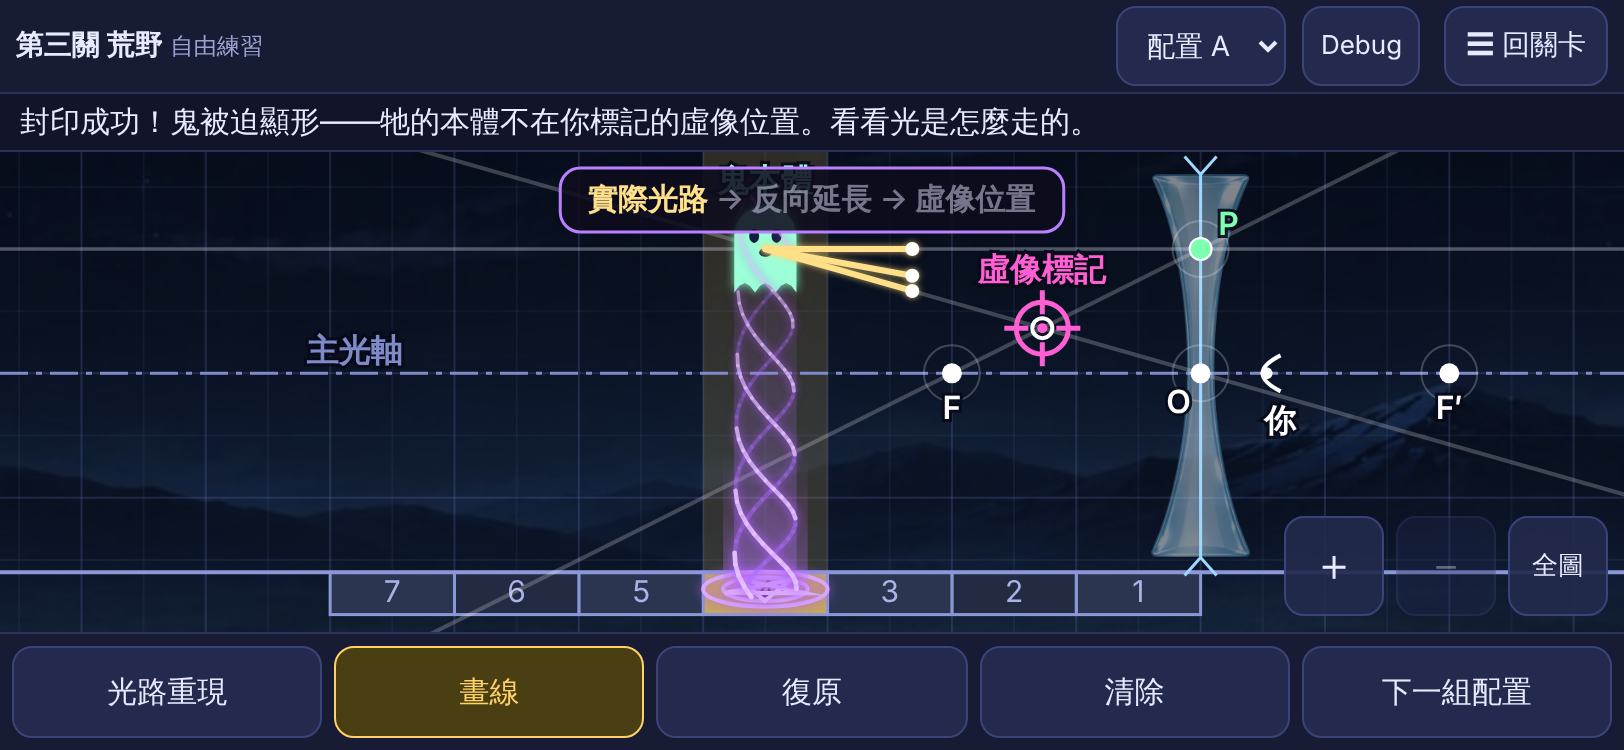 第三關 荒野 自由練習
配置 A
Debug
☰ 回關卡
封印成功！鬼被迫顯形——牠的本體不在你標記的虛像位置。看看光是怎麼走的。
鬼本體
實際光路 → 反向延長 → 虛像位置
P
虛像標記
主光軸
F
O
你
F′
7 6 5 3 2 1
+
−
全圖
光路重現
畫線
復原
清除
下一組配置